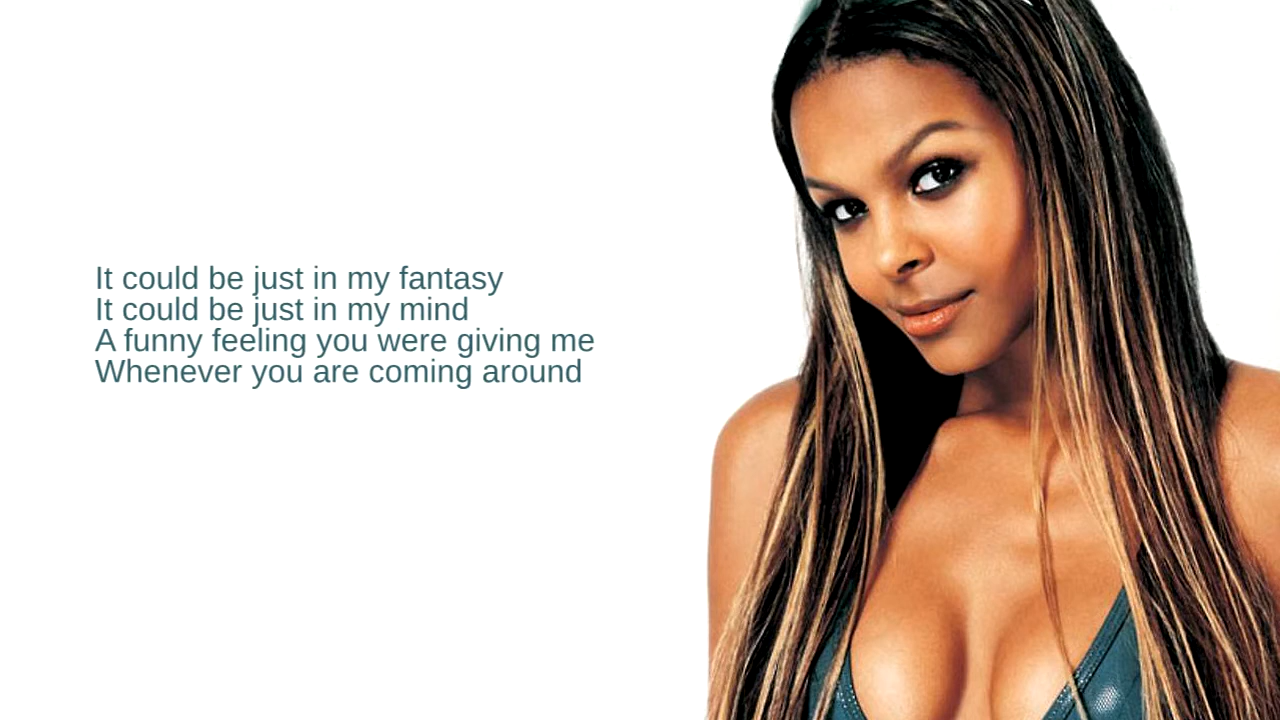 It could be just in my fantasy
It could be just in my mind
A funny feeling you were giving me
Whenever you are coming around